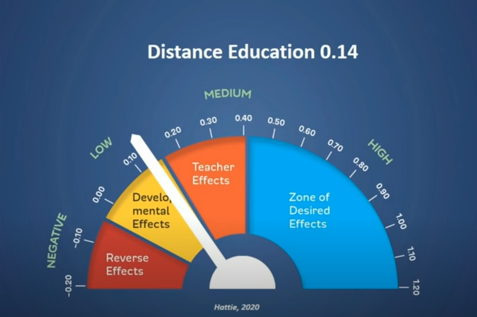 Distance Education 0.14
MEDIUM
LOW
HIGH
NEGATIVE
-0.20
-0.10
0.00
0.10
0.20
0.30
0.40
0.50
0.60
0.70
0.80
0.90
1.00
1.10
1.20
Reverse
Effects
Develo
mental
Effects
Teacher
Effects
Zone of
Desired
Effects
Hattie, 2020